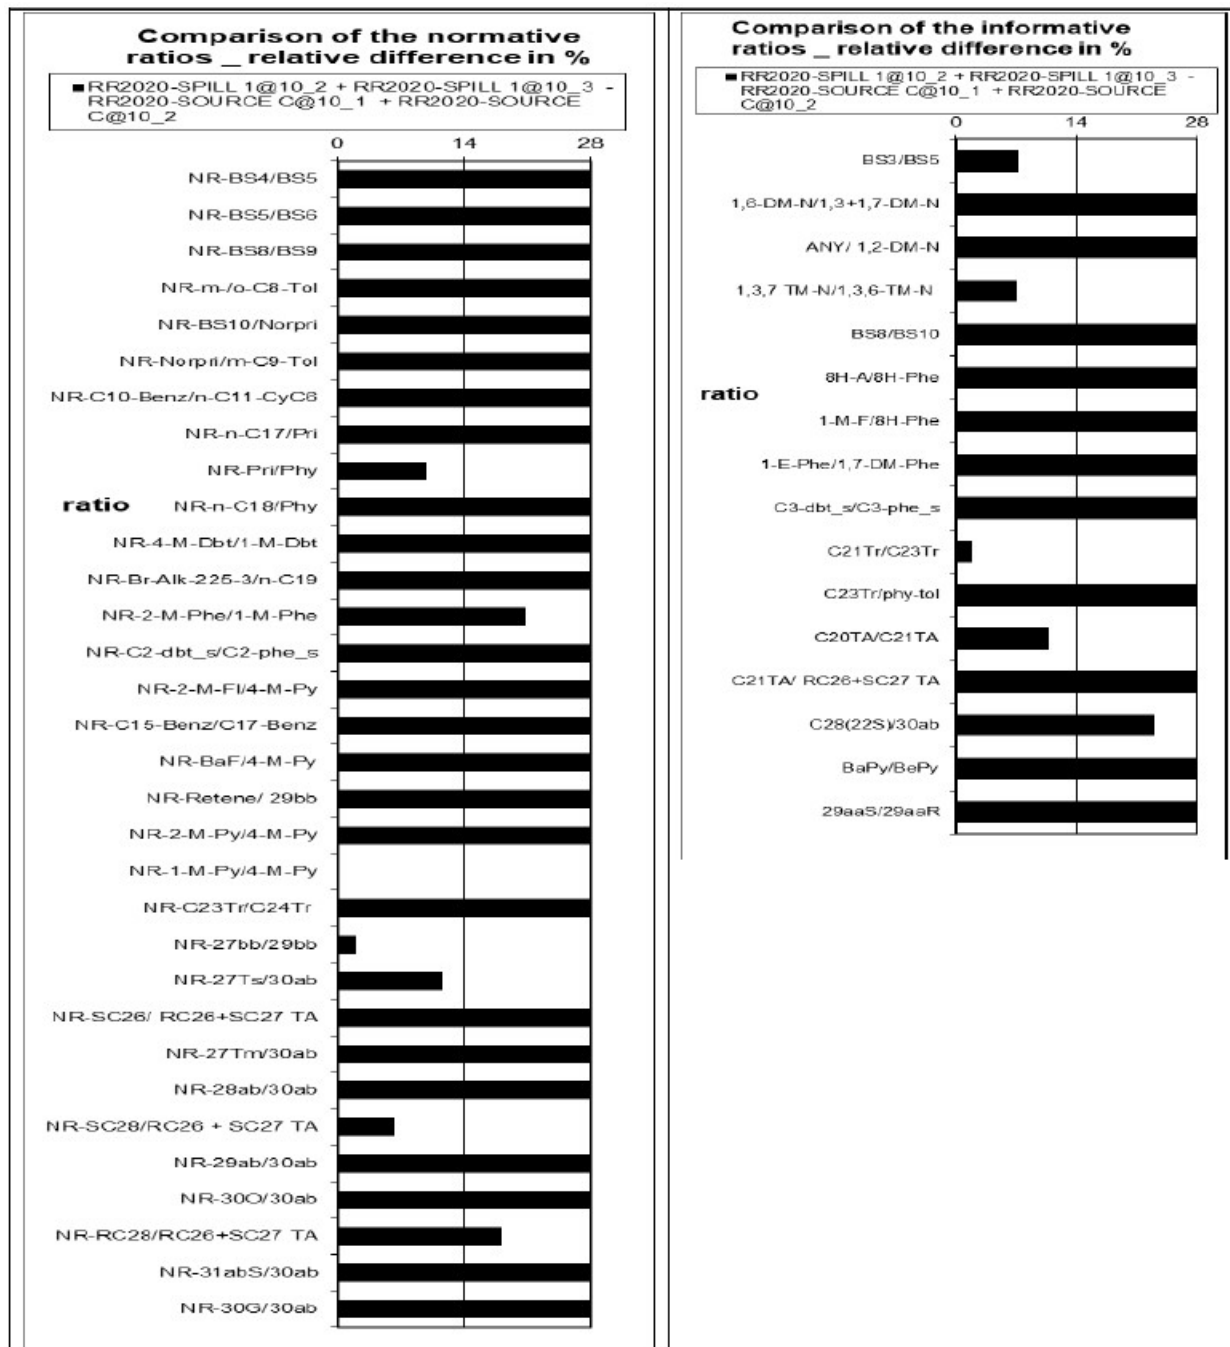 Comparison of the normative
ratios _ relative difference in %
RR2020-SPILL 1@10_2 + RR2020-SPILL 1@10_3 -
RR2020-SOURCE C@10_1 + RR2020-SOURCE
C@10_2
0 14 28
NR-BS4/BS5
NR-BS5/BS6
NR-BS8/BS9
NR-m-/o-C8-Tol
NR-BS10/Norpri
NR-Norpri/m-C9-Tol
NR-C10-Benz/n-C11-CyC6
NR-n-C17/Pri
NR-Pri/Phy
ratio NR-n-C18/Phy
NR-4-M-Dbt/1-M-Dbt
NR-Br-Alk-225-3/n-C19
NR-2-M-Phe/1-M-Phe
NR-C2-dbt_s/C2-phe_s
NR-2-M-Fl/4-M-Py
NR-C15-Benz/C17-Benz
NR-BaF/4-M-Py
NR-Retene/ 29bb
NR-2-M-Py/4-M-Py
NR-1-M-Py/4-M-Py
NR-C23Tr/C24Tr
NR-27bb/29bb
NR-27Ts/30ab
NR-SC26/ RC26+SC27 TA
NR-27Tm/30ab
NR-28ab/30ab
NR-SC28/RC26 + SC27 TA
NR-29ab/30ab
NR-30O/30ab
NR-RC28/RC26+SC27 TA
NR-31abS/30ab
NR-30G/30ab
Comparison of the informative
ratios _ relative difference in %
RR2020-SPILL 1@10_2 + RR2020-SPILL 1@10_3 -
RR2020-SOURCE C@10_1 + RR2020-SOURCE
C@10_2
0 14 28
BS3/BS5
1,6-DM-N/1,3+1,7-DM-N
ANY/ 1,2-DM-N
1,3,7 TM-N/1,3,6-TM-N
BS8/BS10
8H-A/8H-Phe
ratio
1-M-F/8H-Phe
1-E-Phe/1,7-DM-Phe
C3-dbt_s/C3-phe_s
C21Tr/C23Tr
C23Tr/phy-tol
C20TA/C21TA
C21TA/ RC26+SC27 TA
C28(22S)/30ab
BaPy/BePy
29aaS/29aaR